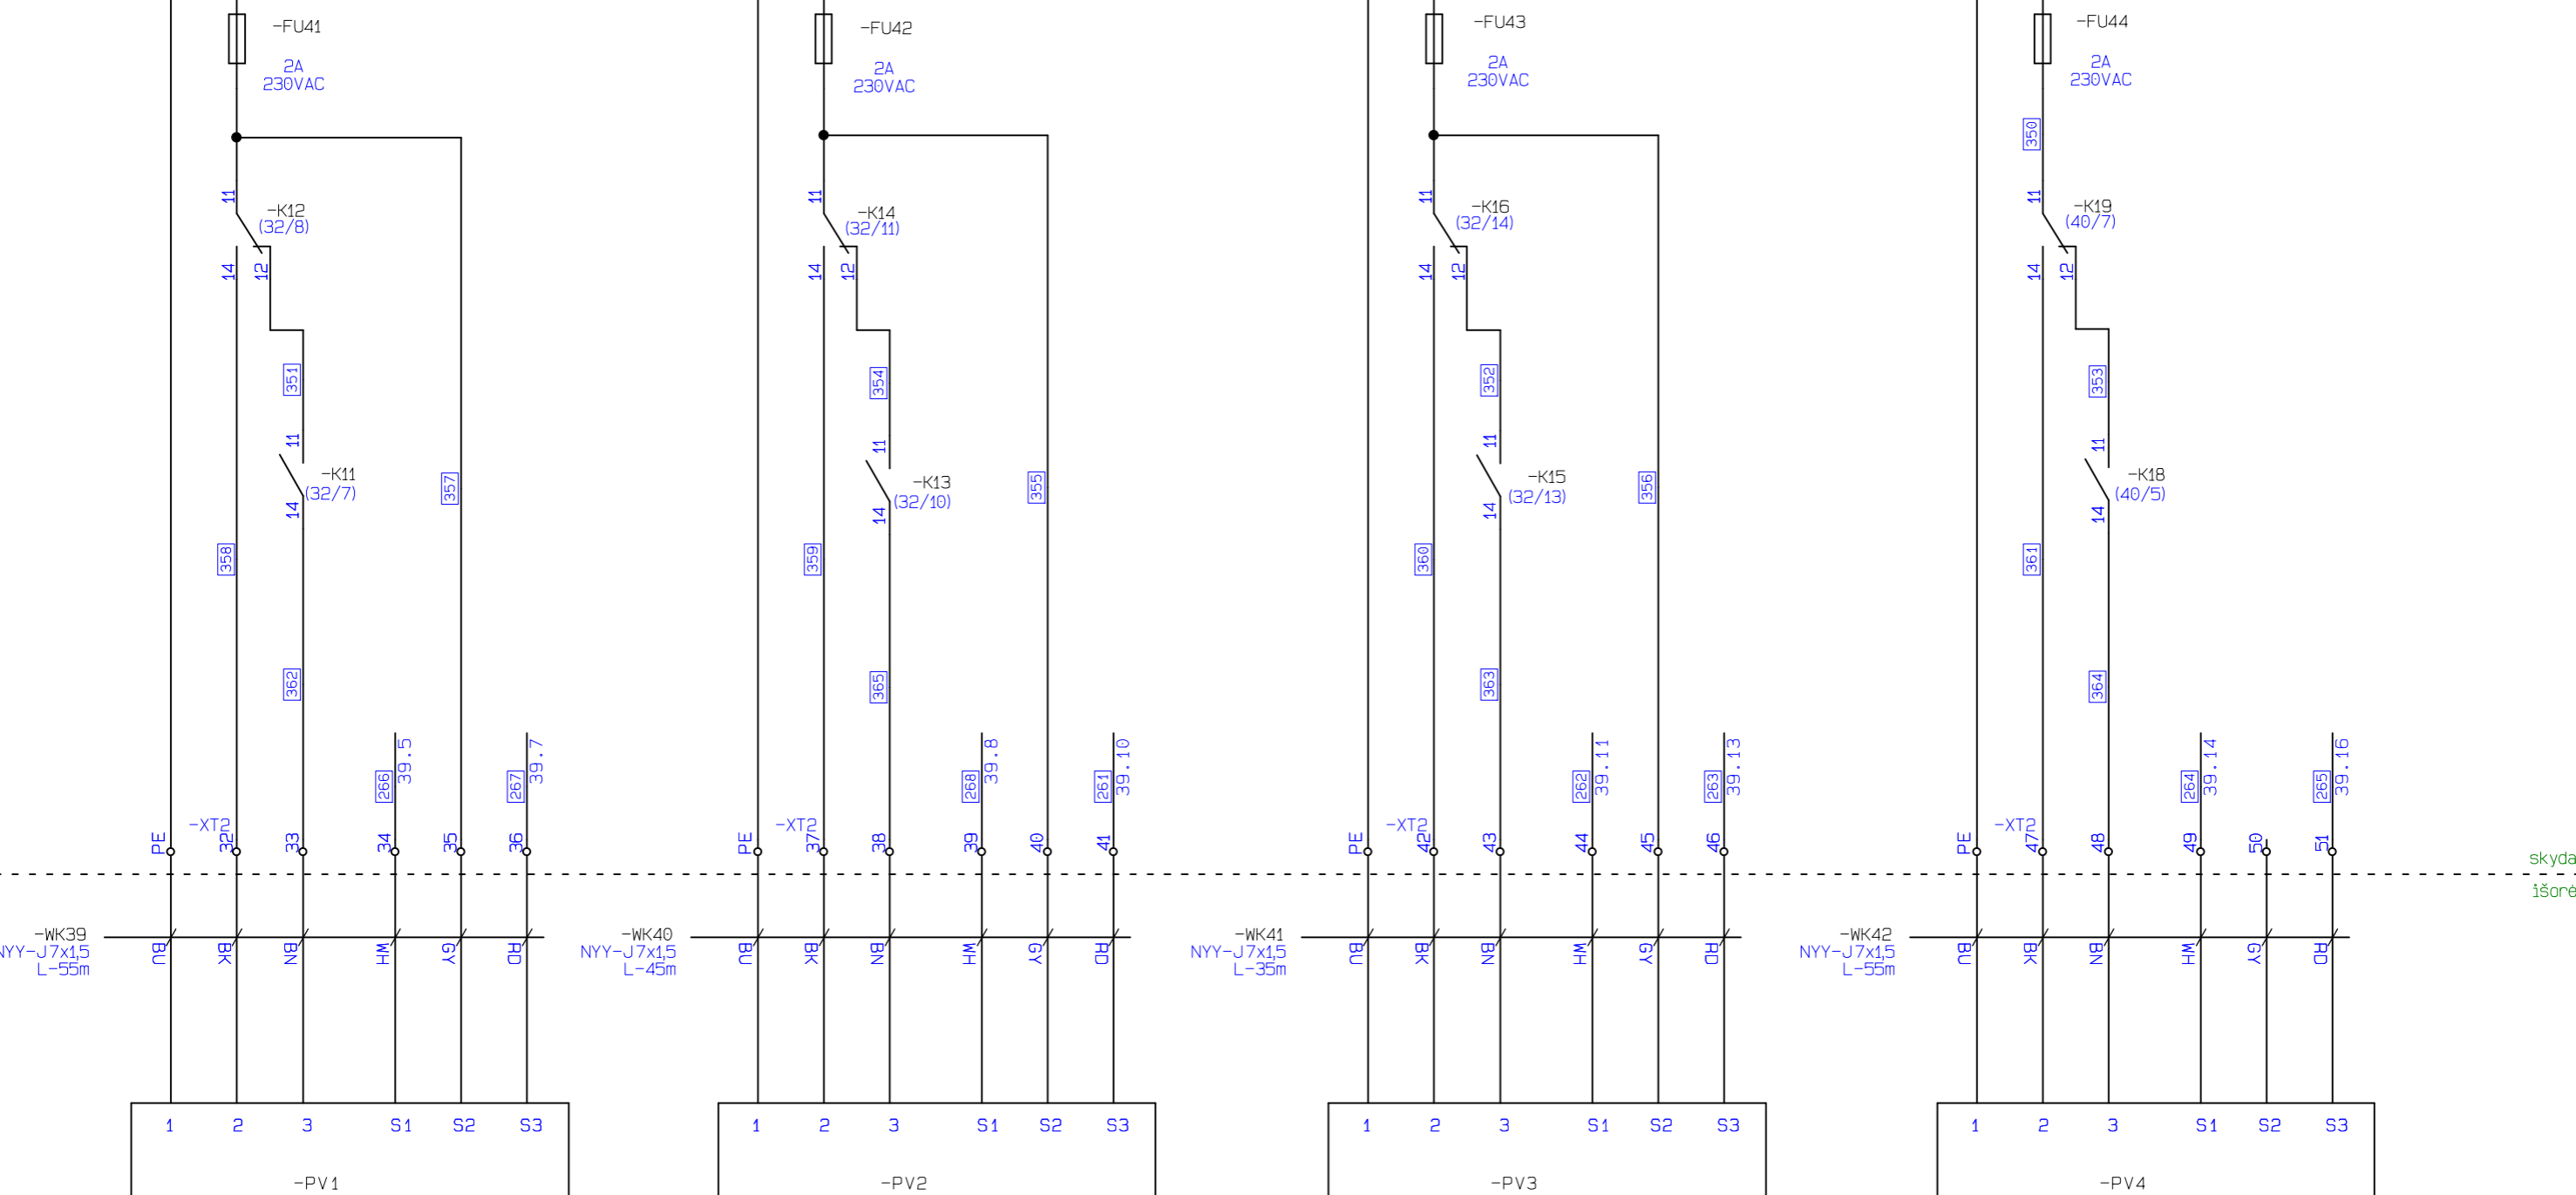 -FU41
2A
230VAC
-FU42
2A
230VAC
-FU43
2A
230VAC
-FU44
2A
230VAC
350
11
-K12
(32/8)
14
12
11
-K14
(32/11)
14
12
11
-K16
(32/14)
14
12
11
-K19
(40/7)
14
12
351
354
352
353
11
-K11
(32/7)
14
357
11
-K13
(32/10)
14
355
11
-K15
(32/13)
14
356
11
-K18
(40/5)
14
358
359
360
361
362
365
363
364
266
39.5
267
39.7
268
39.8
261
39.10
262
39.11
263
39.13
264
39.14
265
39.16
PE
-XT2
32
33
34
35
36
PE
-XT2
37
38
39
40
41
PE
-XT2
42
43
44
45
46
PE
-XT2
47
48
49
50
51
skyda
išorė
-WK39
NYY-J7x1,5
L-55m
BU
BK
BN
WH
GY
RD
-WK40
NYY-J7x1,5
L-45m
BU
BK
BN
WH
GY
RD
-WK41
NYY-J7x1,5
L-35m
BU
BK
BN
WH
GY
RD
-WK42
NYY-J7x1,5
L-55m
BU
BK
BN
WH
GY
RD
1 2 3 S1 S2 S3
1 2 3 S1 S2 S3
1 2 3 S1 S2 S3
1 2 3 S1 S2 S3
-PV1
-PV2
-PV3
-PV4